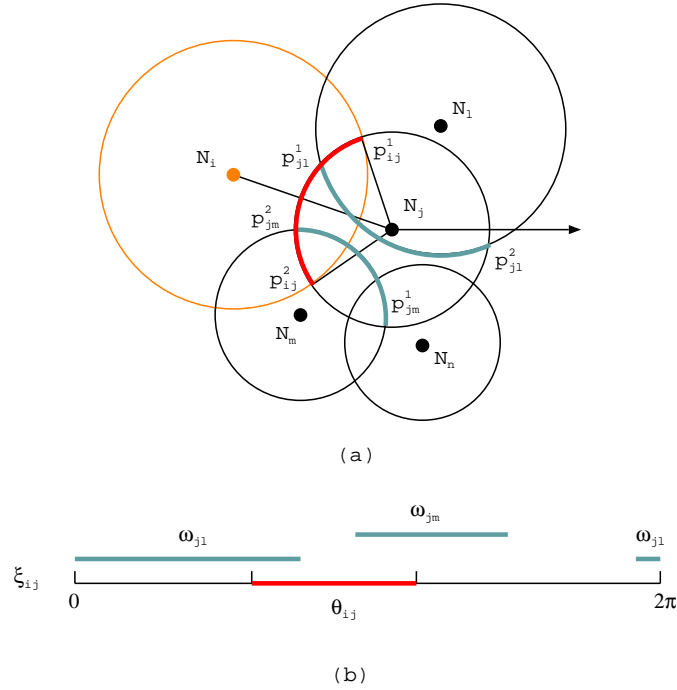 N_l
N_i
p^1_jl
p^1_ij
N_j
p^2_jm
p^2_jl
p^2_ij
p^1_jm
N_m
N_n
(a)
ω_jl ω_jm ω_jl
ξ_ij
0 θ_ij 2π
(b)